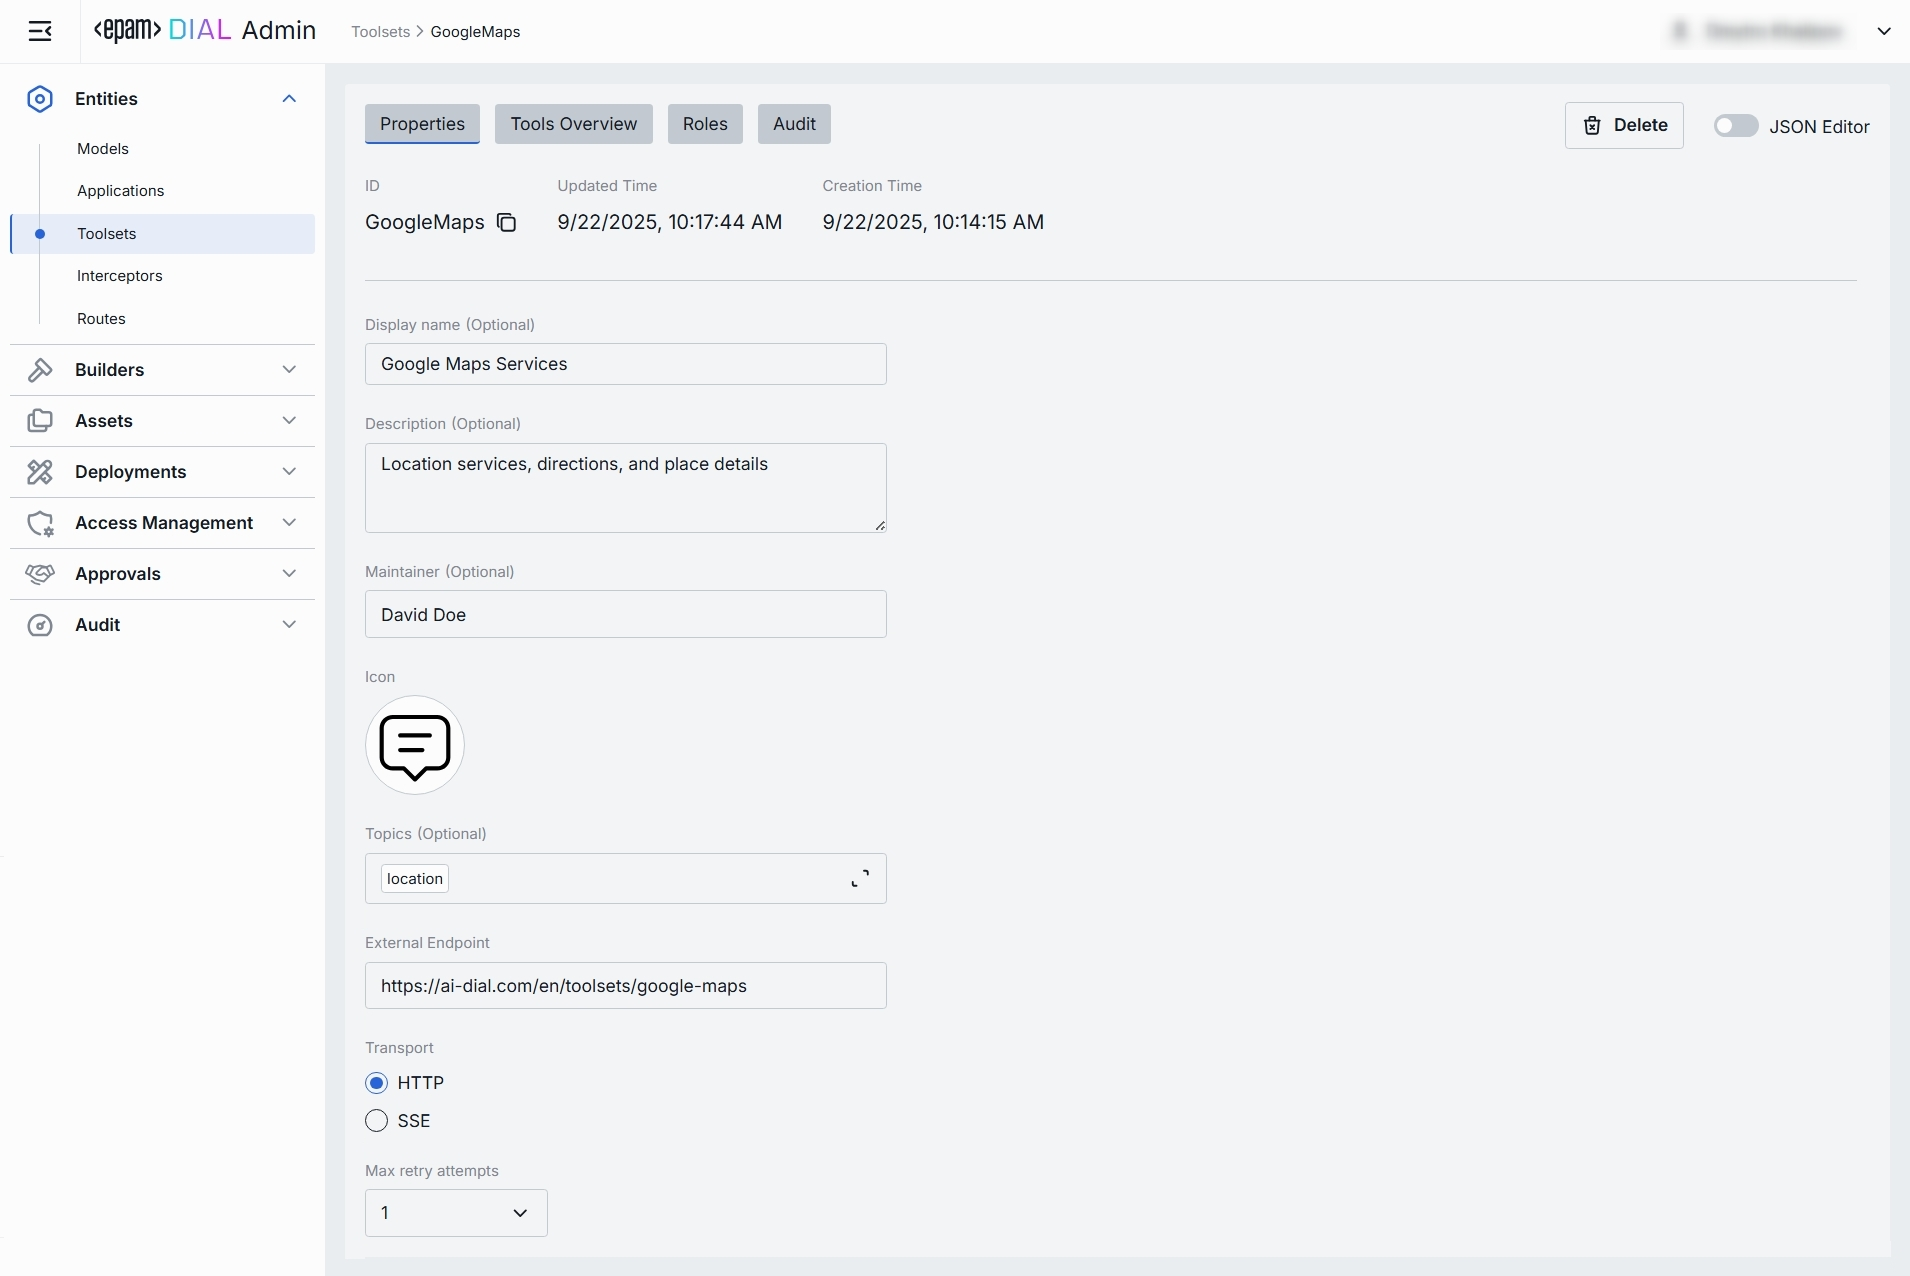 <epam> DIAL Admin
Toolsets > GoogleMaps
Entities
Models
Applications
Toolsets
Interceptors
Routes
Builders
Assets
Deployments
Access Management
Approvals
Audit
Properties Tools Overview Roles Audit
Delete JSON Editor
ID Updated Time Creation Time
GoogleMaps 9/22/2025, 10:17:44 AM 9/22/2025, 10:14:15 AM
Display name (Optional)
Google Maps Services
Description (Optional)
Location services, directions, and place details
Maintainer (Optional)
David Doe
Icon
Topics (Optional)
location
External Endpoint
https://ai-dial.com/en/toolsets/google-maps
Transport
HTTP
SSE
Max retry attempts
1